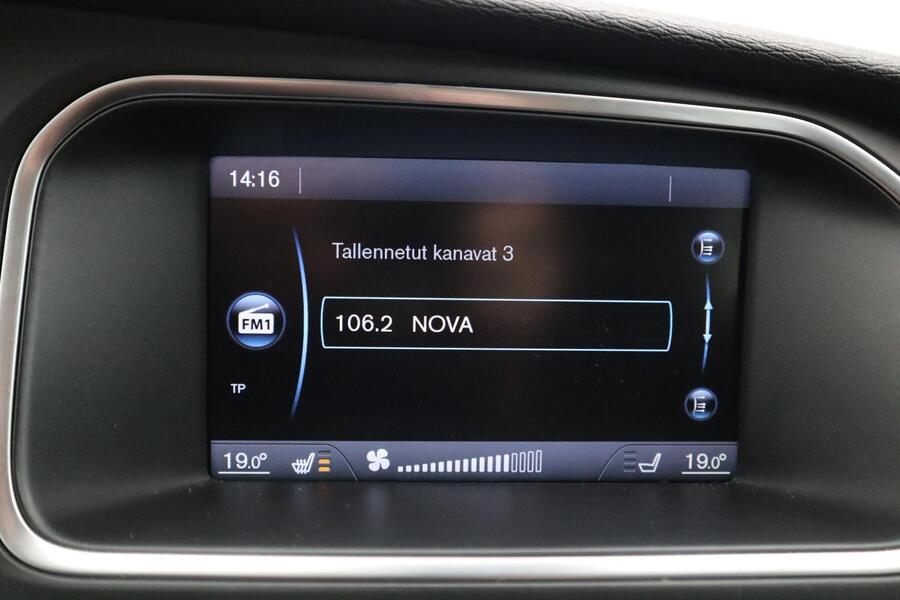 14:16
Tallennetut kanavat 3
FM1
106.2 NOVA
TP
19.0° 19.0°